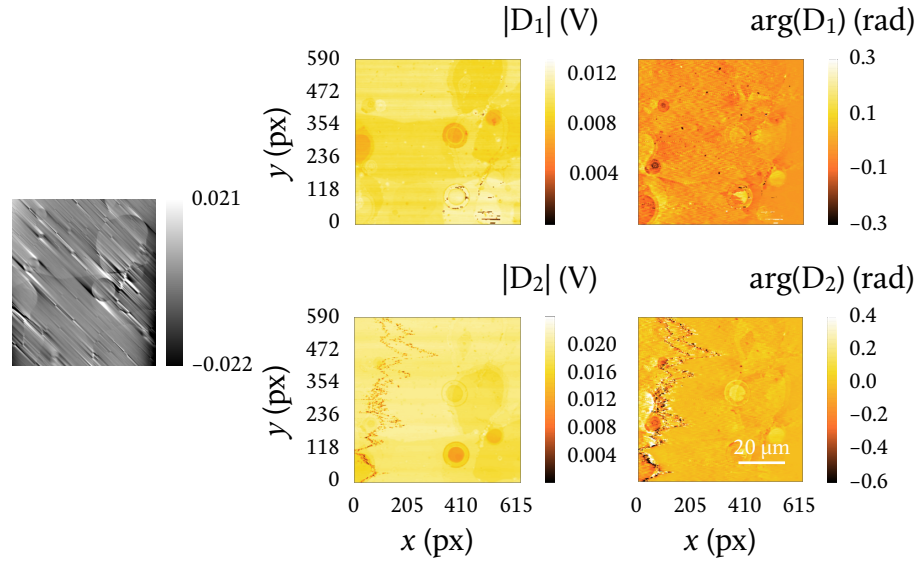 |D₁| (V)
arg(D₁) (rad)
590
472
354
236
118
0
y (px)
0.012
0.008
0.004
0.3
0.1
–0.1
–0.3
0.021
–0.022
|D₂| (V)
arg(D₂) (rad)
590
472
354
236
118
0
y (px)
0.020
0.016
0.012
0.008
0.004
20 μm
0.4
0.2
0.0
–0.2
–0.4
–0.6
0 205 410 615
0 205 410 615
x (px)
x (px)